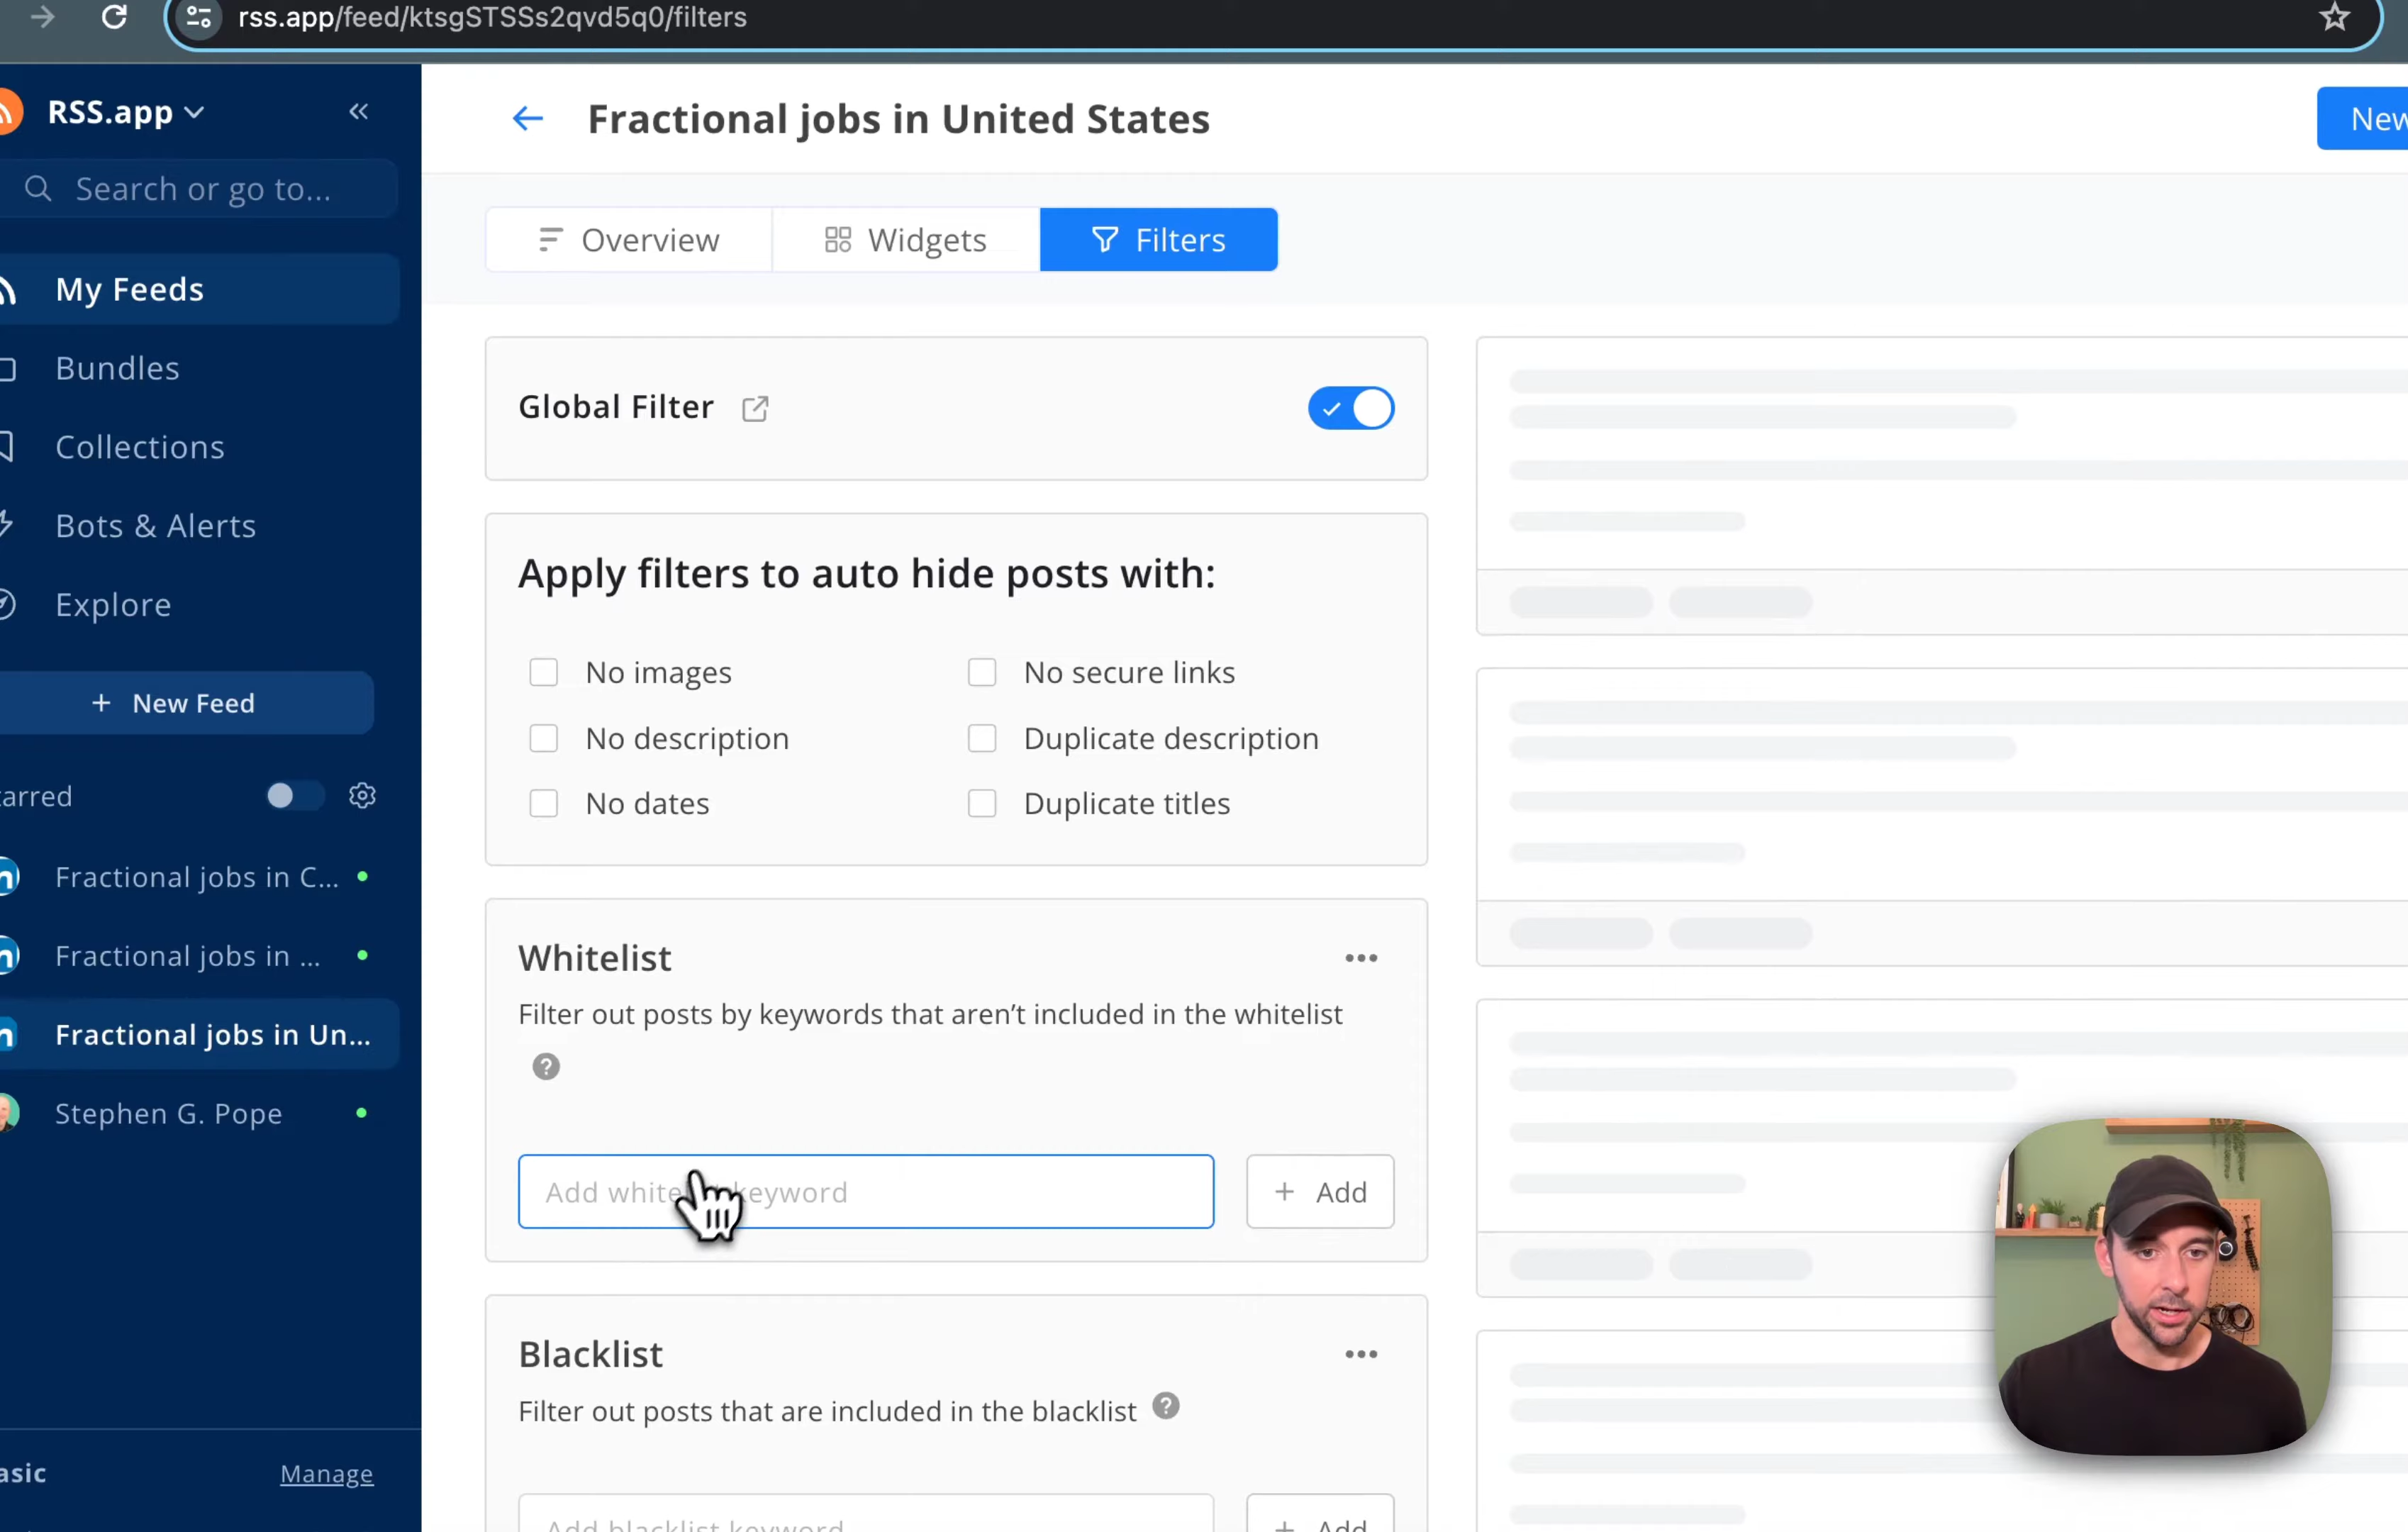 rss.app/feed/ktsgSTSSs2qvd5q0/filters
RSS.app
Search or go to...
My Feeds
Bundles
Collections
Bots & Alerts
Explore
+ New Feed
arred
Fractional jobs in C...
Fractional jobs in ...
Fractional jobs in Un...
Stephen G. Pope
asic
Manage
Fractional jobs in United States
New
Overview
Widgets
Filters
Global Filter
Apply filters to auto hide posts with:
No images
No secure links
No description
Duplicate description
No dates
Duplicate titles
Whitelist
Filter out posts by keywords that aren't included in the whitelist
?
Add whitelist keyword
+ Add
Blacklist
Filter out posts that are included in the blacklist ?
Add blacklist keyword
+ Add